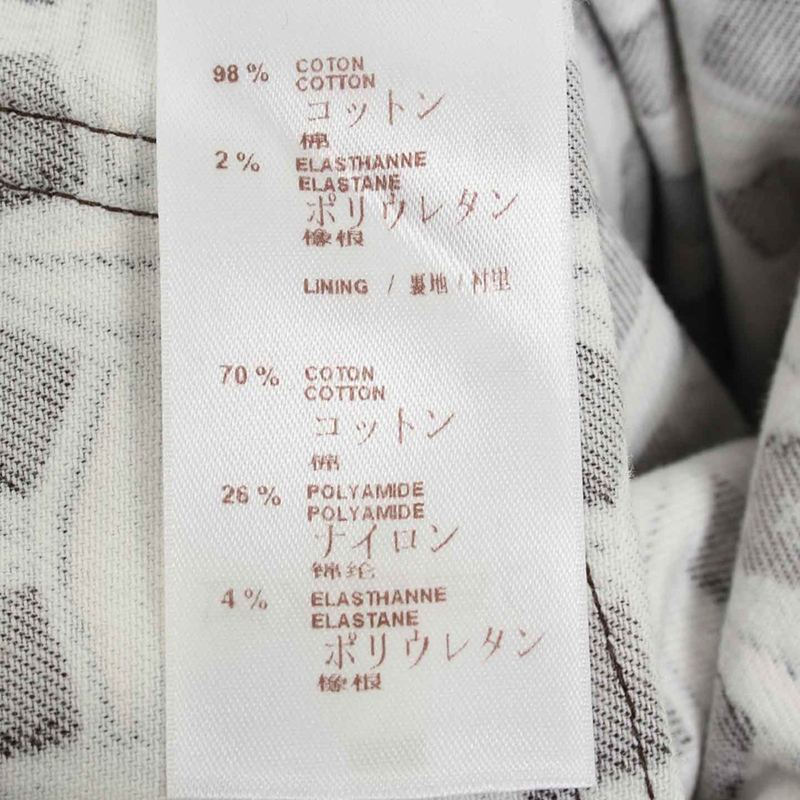 98 % COTON
COTTON
コットン
棉
2 % ELASTHANNE
ELASTANE
ポリウレタン
橡根
LINING / 裏地 / 衬里
70 % COTON
COTTON
コットン
棉
26 % POLYAMIDE
POLYAMIDE
ナイロン
锦纶
4 % ELASTHANNE
ELASTANE
ポリウレタン
橡根